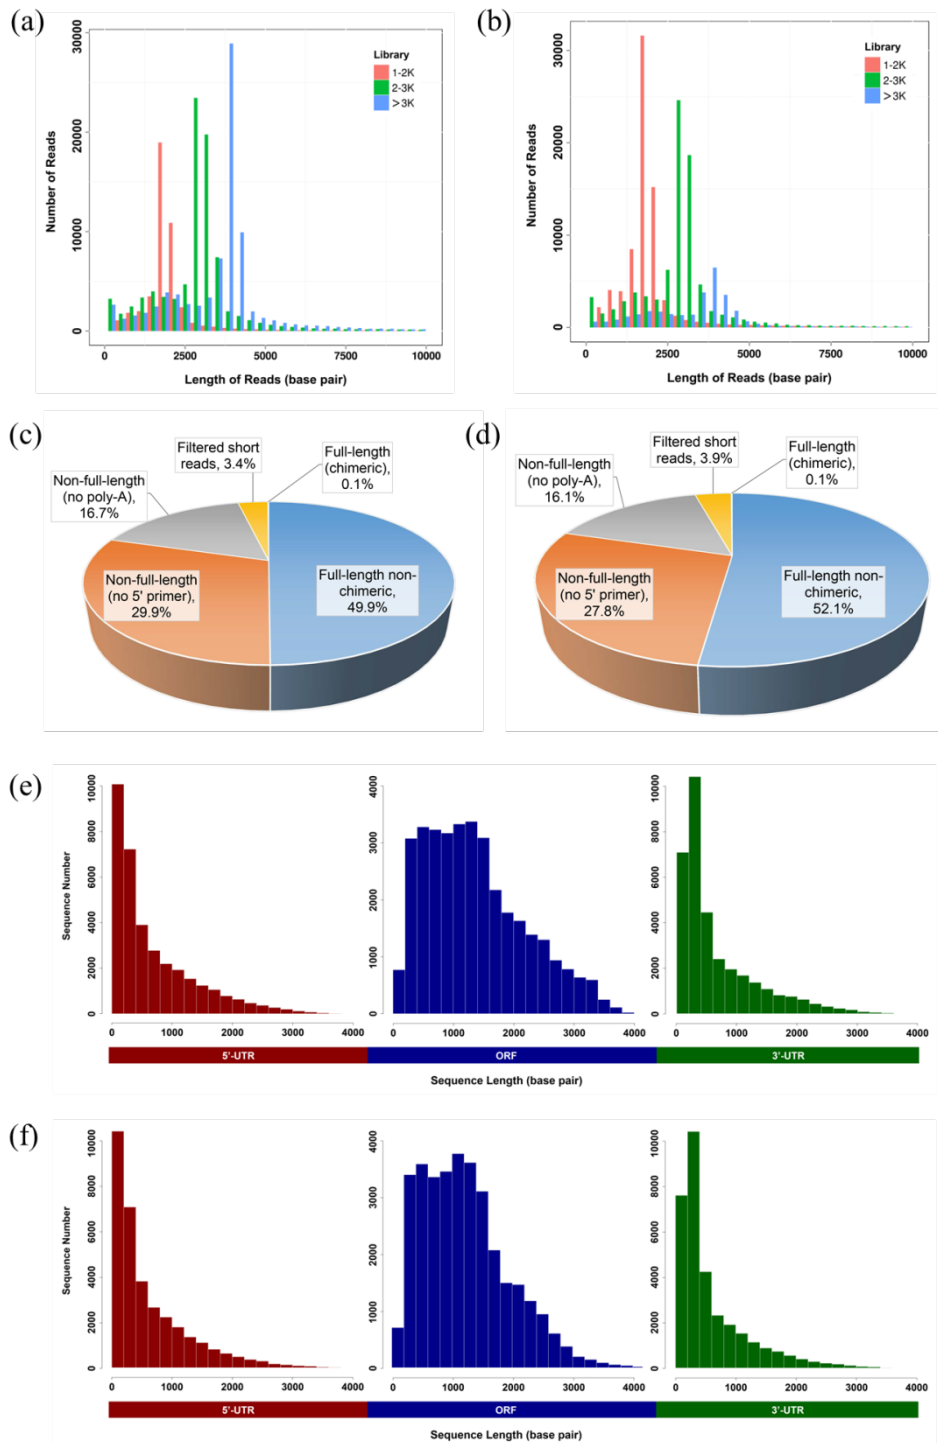 (a)
30000
20000
10000
0
Number of Reads
Library
1-2K
2-3K
>3K
0 2500 5000 7500 10000
Length of Reads (base pair)
(b)
30000
20000
10000
0
Number of Reads
Library
1-2K
2-3K
>3K
0 2500 5000 7500 10000
Length of Reads (base pair)
(c)
Filtered short
reads, 3.4%
Full-length
(chimeric),
0.1%
Non-full-length
(no poly-A),
16.7%
Non-full-length
(no 5' primer),
29.9%
Full-length non-
chimeric,
49.9%
(d)
Filtered short
reads, 3.9%
Full-length
(chimeric),
0.1%
Non-full-length
(no poly-A),
16.1%
Non-full-length
(no 5' primer),
27.8%
Full-length non-
chimeric,
52.1%
(e)
Sequence Number
0 2000 4000 6000 8000 10000
0 1000 2000 3000 4000
0 1000 2000 3000 4000
0 1000 2000 3000 4000
0 2000 4000 6000 8000 10000
0 1000 2000 3000 4000
5'-UTR ORF 3'-UTR
Sequence Length (base pair)
(f)
Sequence Number
0 2000 4000 6000 8000 10000
0 1000 2000 3000 4000
0 1000 2000 3000 4000
0 1000 2000 3000 4000
0 2000 4000 6000 8000 10000
0 1000 2000 3000 4000
5'-UTR ORF 3'-UTR
Sequence Length (base pair)